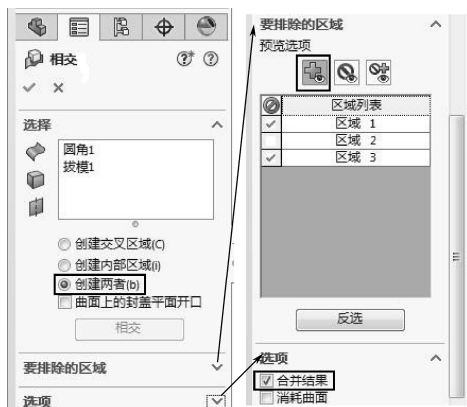 相交
选择
圆角1
拔模1
创建交叉区域(C)
创建内部区域(i)
创建两者(b)
曲面上的封盖平面开口
相交
要排除的区域
选项
要排除的区域
预览选项
区域列表
区域 1
区域 2
区域 3
反选
选项
合并结果
消耗曲面